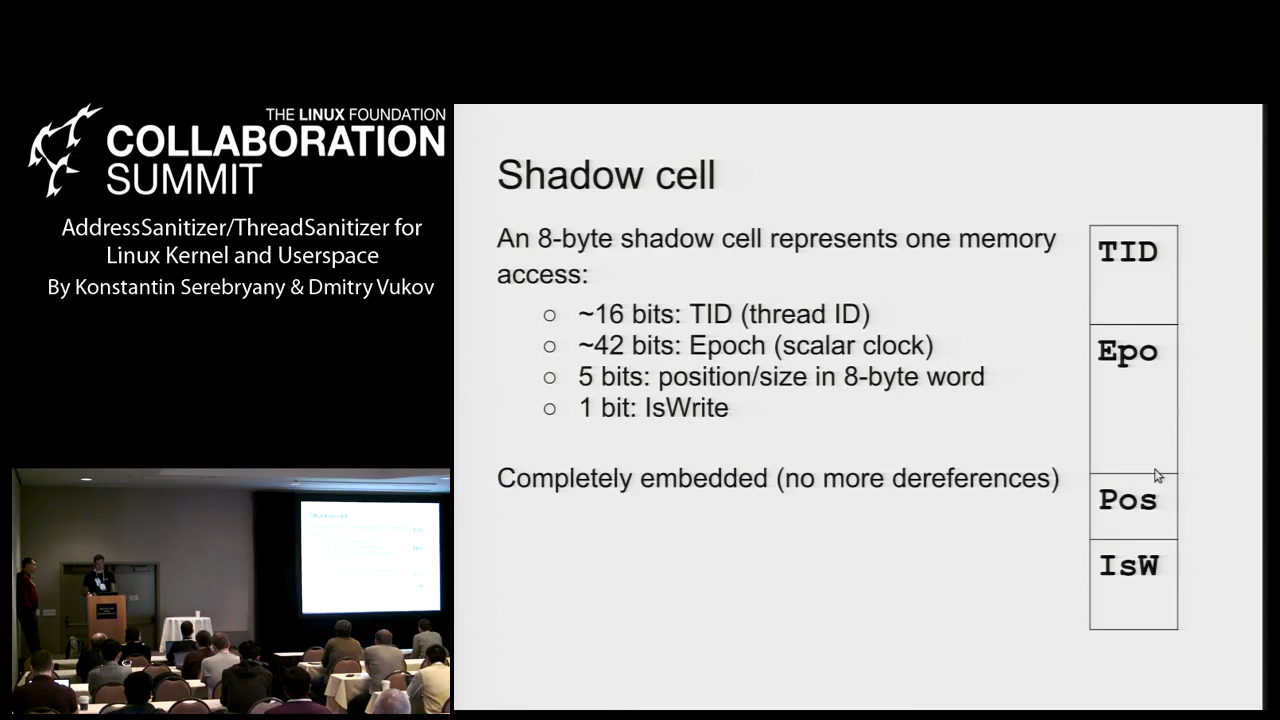 THE LINUX FOUNDATION
COLLABORATION
SUMMIT
AddressSanitizer/ThreadSanitizer for
Linux Kernel and Userspace
By Konstantin Serebryany & Dmitry Vukov
Shadow cell
An 8-byte shadow cell represents one memory
access:
○ ~16 bits: TID (thread ID)
○ ~42 bits: Epoch (scalar clock)
○ 5 bits: position/size in 8-byte word
○ 1 bit: IsWrite
Completely embedded (no more dereferences)
TID
Epo
Pos
IsW
Shadow cell